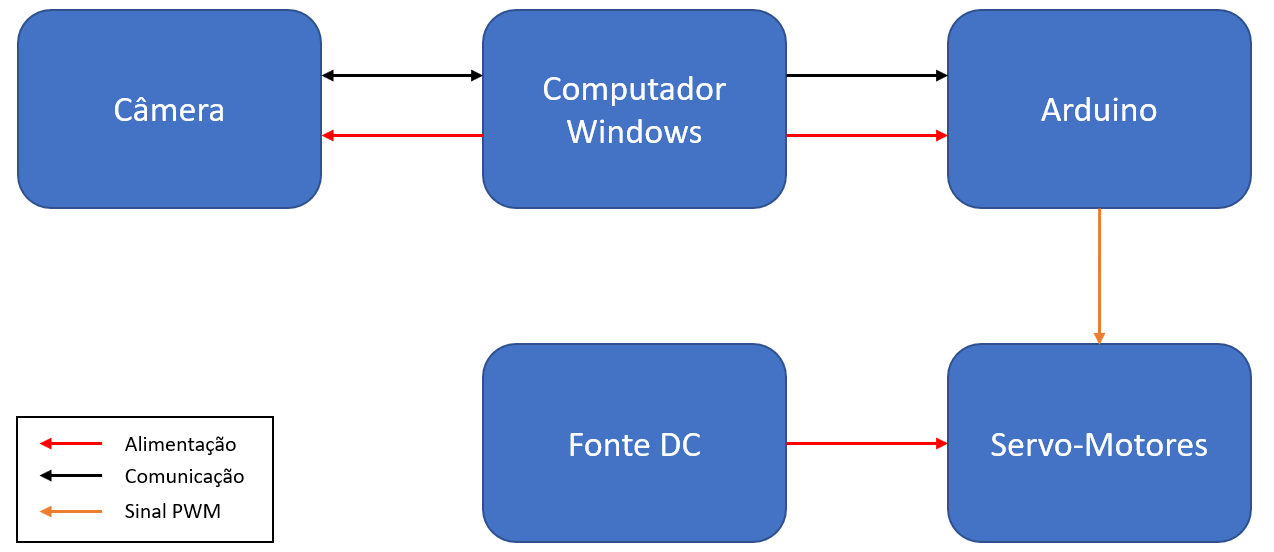 Câmera
Computador
Windows
Arduino
Fonte DC
Servo-Motores
Alimentação
Comunicação
Sinal PWM